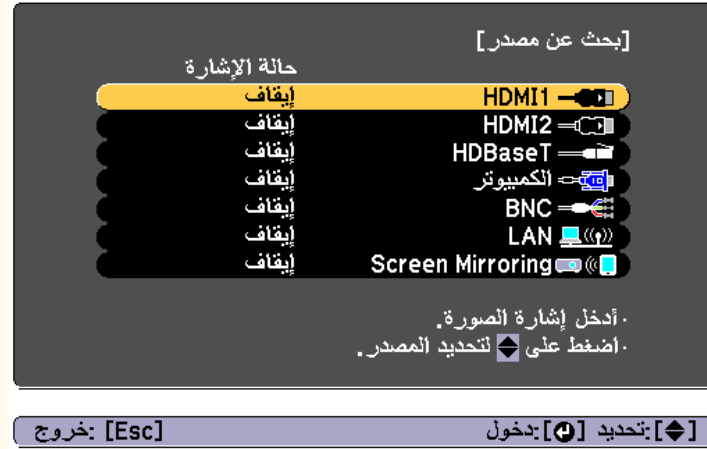 [بحث عن مصدر]
حالة الإشارة
HDMI1 إيقاف
HDMI2 إيقاف
HDBaseT إيقاف
الكمبيوتر إيقاف
BNC إيقاف
LAN إيقاف
Screen Mirroring إيقاف
·أدخل إشارة الصورة.
·اضغط على لتحديد المصدر.
[]:تحديد []:دخول [Esc] :خروج